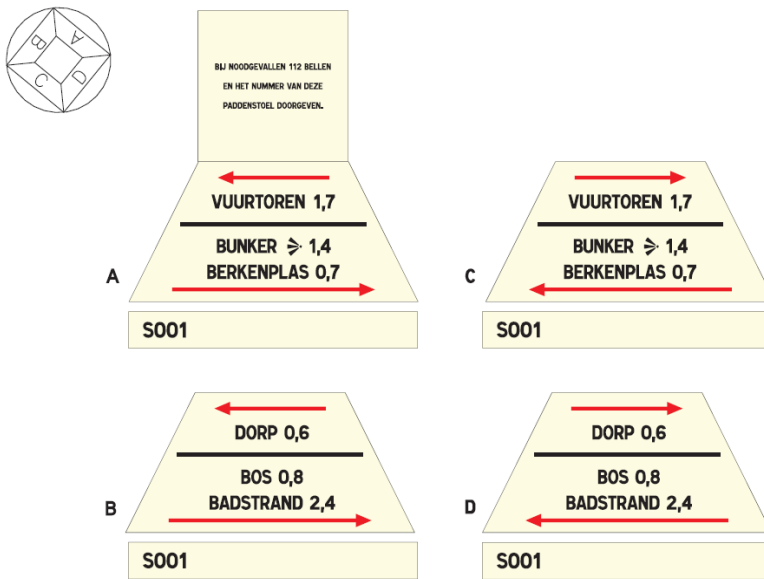 B
A
C
D
BIJ NOODGEVALLEN 112 BELLEN
EN HET NUMMER VAN DEZE
PADDENSTOEL DOORGEVEN.
VUURTOREN 1,7
BUNKER 1,4
BERKENPLAS 0,7
A
S001
VUURTOREN 1,7
BUNKER 1,4
BERKENPLAS 0,7
C
S001
DORP 0,6
BOS 0,8
BADSTRAND 2,4
B
S001
DORP 0,6
BOS 0,8
BADSTRAND 2,4
D
S001